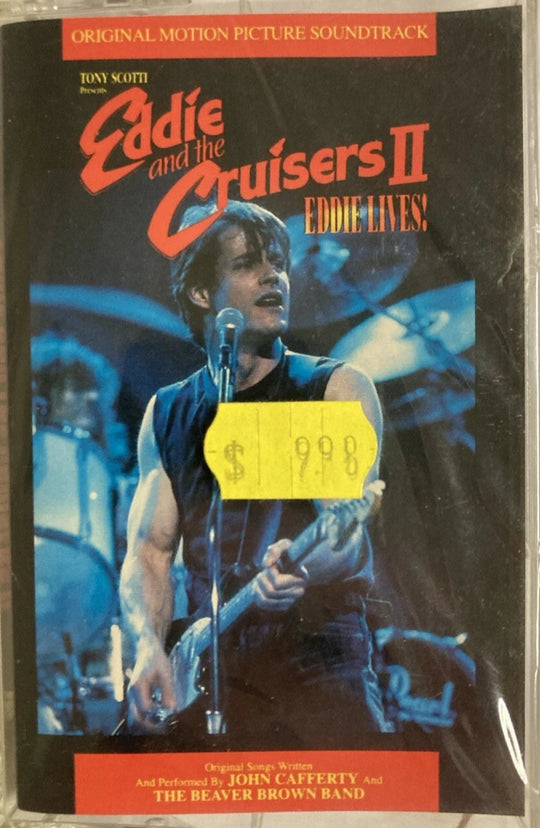 ORIGINAL MOTION PICTURE SOUNDTRACK
TONY SCOTTI
Presents
Eddie
and the
Cruisers II
EDDIE LIVES!
$ 9.98
Pearl
Original Songs Written
And Performed By JOHN CAFFERTY And
THE BEAVER BROWN BAND